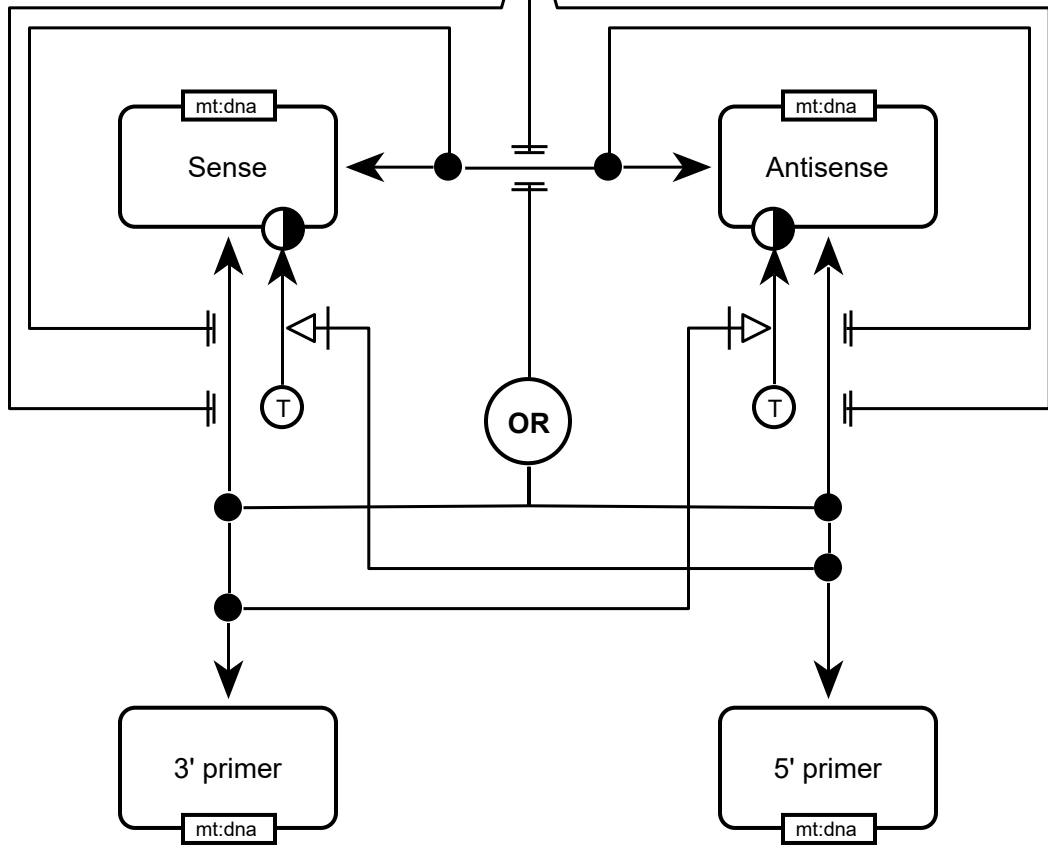 mt:dna
mt:dna
Sense
Antisense
T
T
OR
3' primer
5' primer
mt:dna
mt:dna